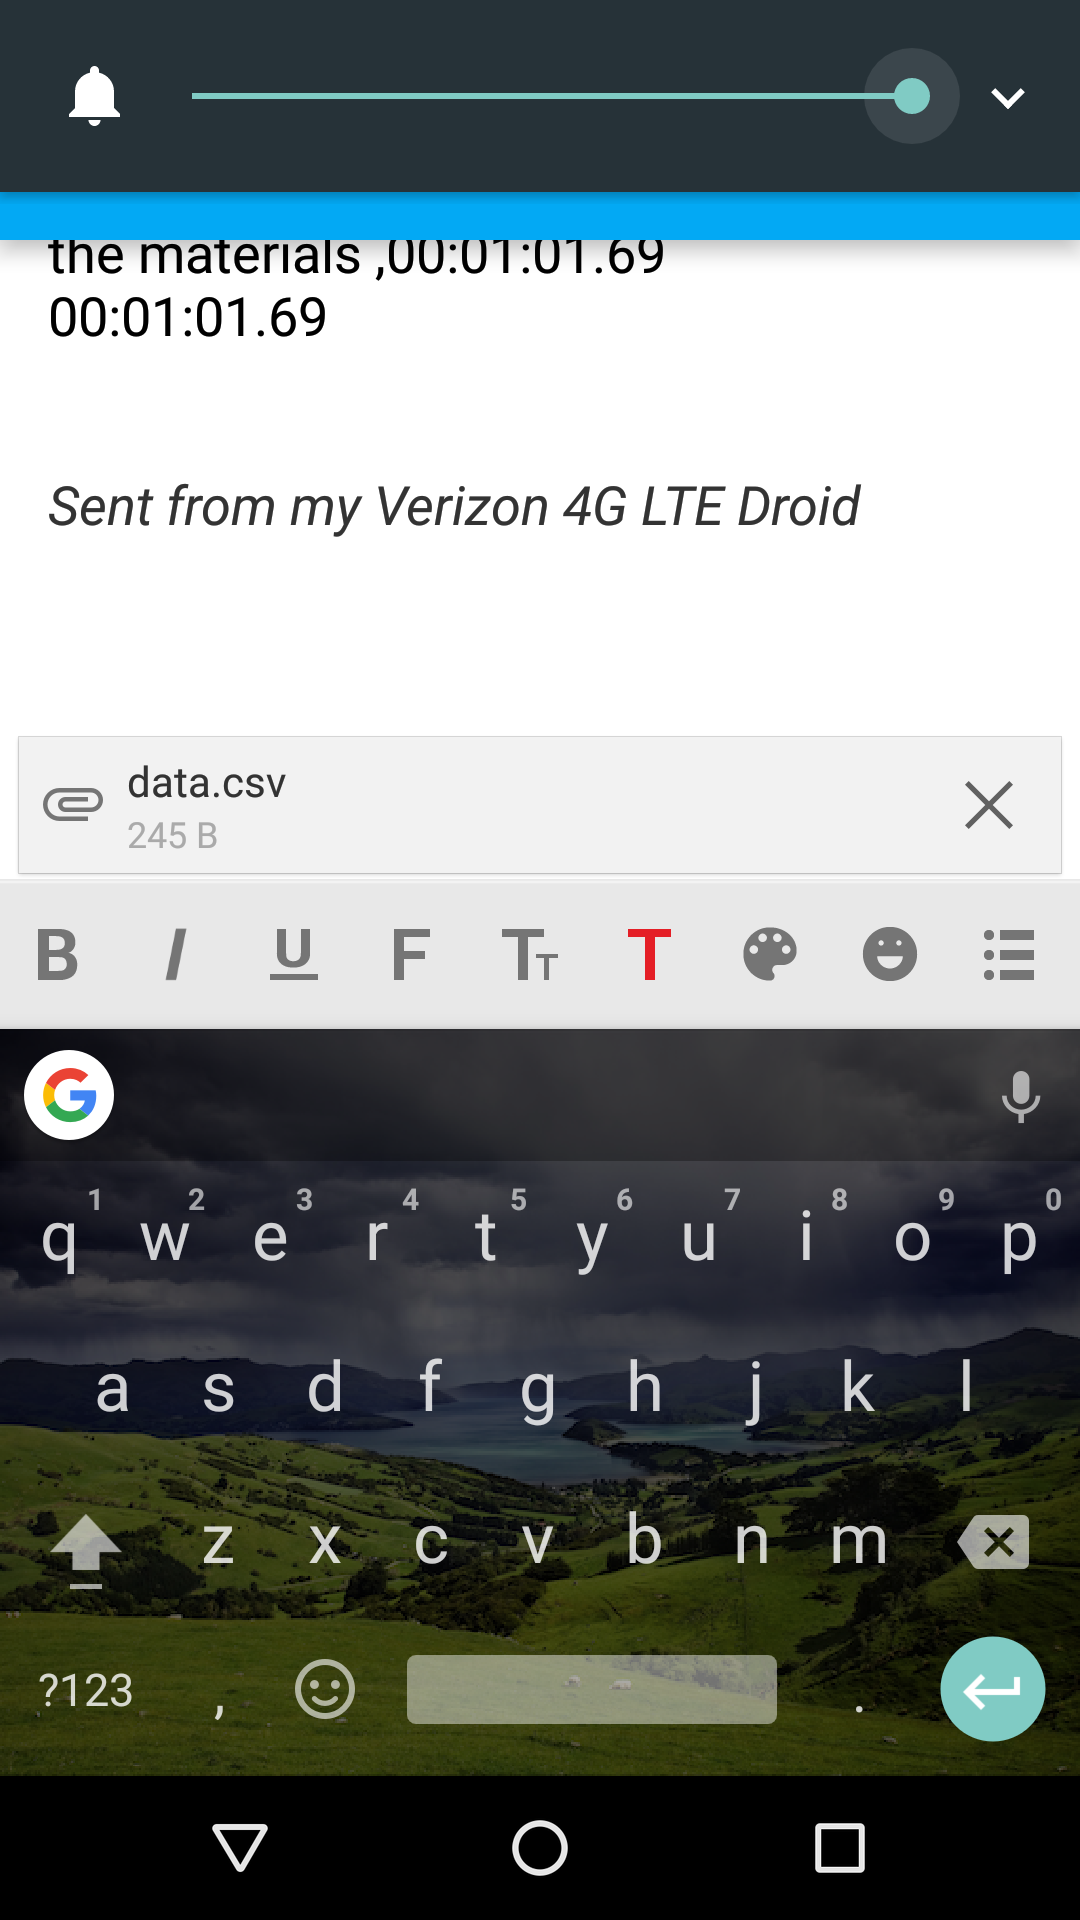 the materials ,00:01:01.69
00:01:01.69
Sent from my Verizon 4G LTE Droid
data.csv
245 B
B I U F TT T
G
1 2 3 4 5 6 7 8 9 0
q w e r t y u i o p
a s d f g h j k l
z x c v b n m
?123 , .